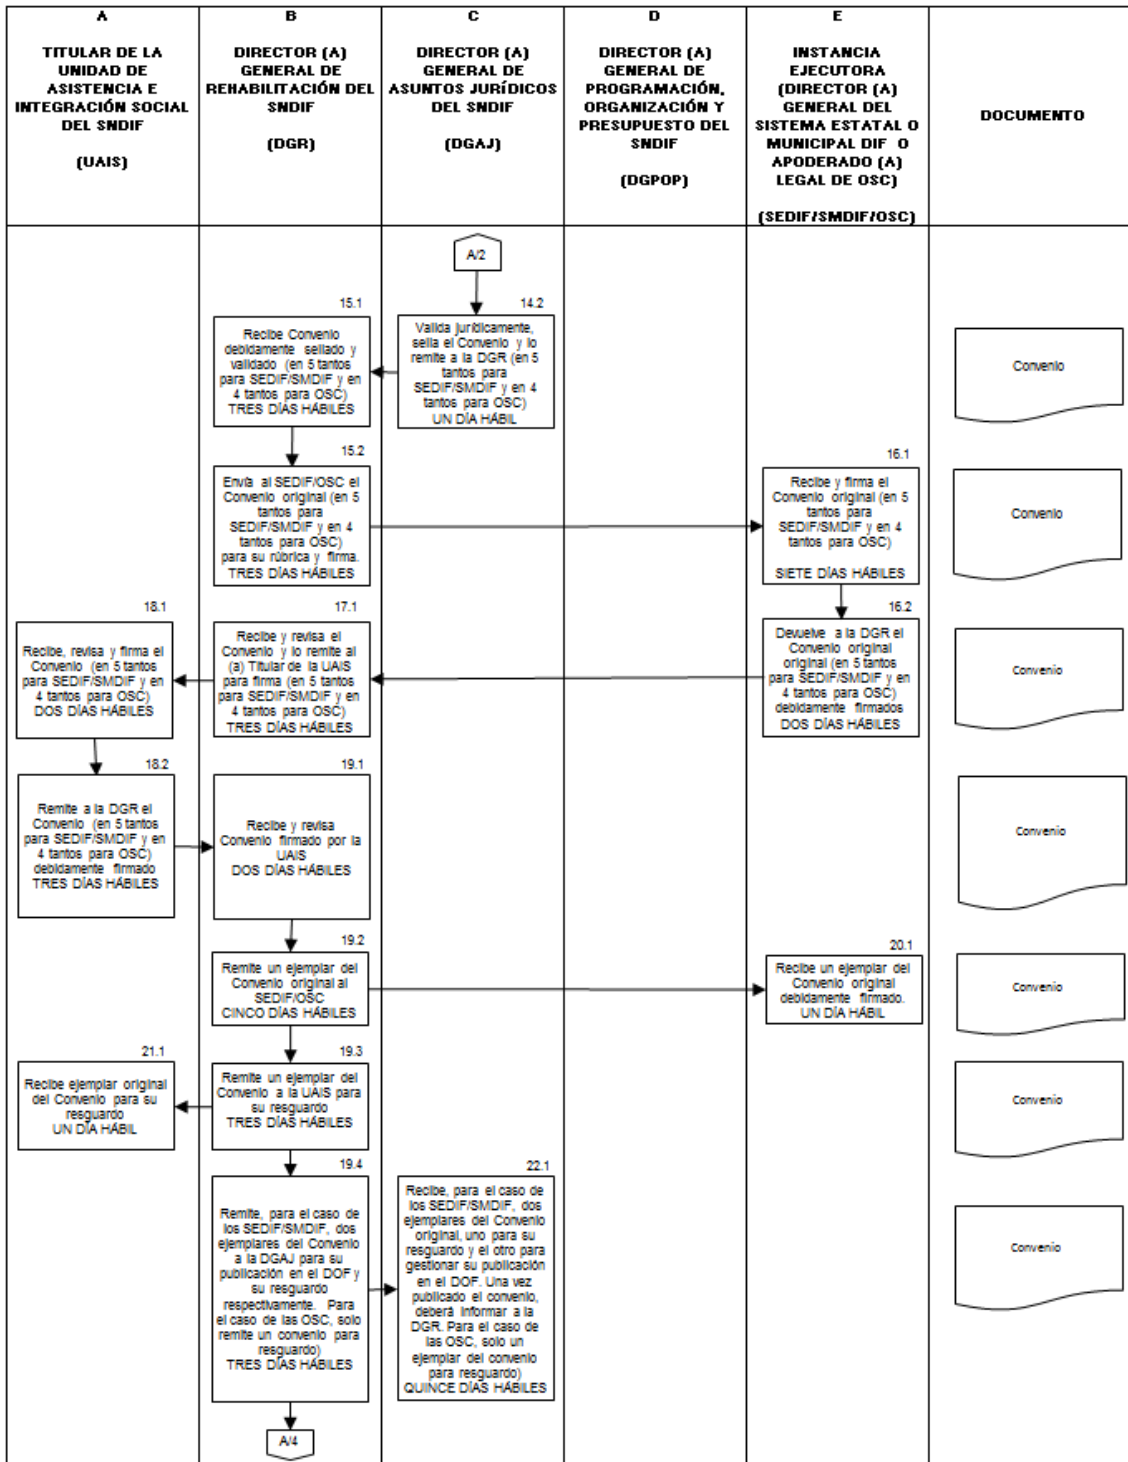 A
TITULAR DE LA
UNIDAD DE
ASISTENCIA E
INTEGRACIÓN SOCIAL
DEL SNDIF
(UAIS)
B
DIRECTOR (A)
GENERAL DE
REHABILITACIÓN DEL
SNDIF
(DGR)
C
DIRECTOR (A)
GENERAL DE
ASUNTOS JURÍDICOS
DEL SNDIF
(DGAJ)
D
DIRECTOR (A)
GENERAL DE
PROGRAMACIÓN,
ORGANIZACIÓN Y
PRESUPUESTO DEL
SNDIF
(DGPOP)
E
INSTANCIA
EJECUTORA
(DIRECTOR (A)
GENERAL DEL
SISTEMA ESTATAL O
MUNICIPAL DIF O
APODERADO (A)
LEGAL DE OSC)
(SEDIF/SMDIF/OSC)
DOCUMENTO
A/2
14.2
Valida jurídicamente,
sella el Convenio y lo
remite a la DGR (en 5
tantos para
SEDIF/SMDIF y en 4
tantos para OSC)
UN DÍA HÁBIL
15.1
Recibe Convenio
debidamente sellado y
validado (en 5 tantos
para SEDIF/SMDIF y en
4 tantos para OSC)
TRES DÍAS HÁBILES
Convenio
15.2
Envía al SEDIF/OSC el
Convenio original (en 5
tantos para
SEDIF/SMDIF y en 4
tantos para OSC)
para su rúbrica y firma.
TRES DÍAS HÁBILES
16.1
Recibe y firma el
Convenio original (en 5
tantos para
SEDIF/SMDIF y en 4
tantos para OSC)
SIETE DÍAS HÁBILES
Convenio
16.2
Devuelve a la DGR el
Convenio original
original (en 5 tantos
para SEDIF/SMDIF y en
4 tantos para OSC)
debidamente firmados
DOS DÍAS HÁBILES
17.1
Recibe y revisa el
Convenio y lo remite al
(a) Titular de la UAIS
para firma (en 5 tantos
para SEDIF/SMDIF y en
4 tantos para OSC)
TRES DÍAS HÁBILES
18.1
Recibe, revisa y firma el
Convenio (en 5 tantos
para SEDIF/SMDIF y en
4 tantos para OSC)
DOS DÍAS HÁBILES
Convenio
18.2
Remite a la DGR el
Convenio (en 5 tantos
para SEDIF/SMDIF y en
4 tantos para OSC)
debidamente firmado
TRES DÍAS HÁBILES
19.1
Recibe y revisa
Convenio firmado por la
UAIS
DOS DÍAS HÁBILES
Convenio
19.2
Remite un ejemplar del
Convenio original al
SEDIF/OSC
CINCO DÍAS HÁBILES
20.1
Recibe un ejemplar del
Convenio original
debidamente firmado.
UN DÍA HÁBIL
Convenio
19.3
Remite un ejemplar del
Convenio a la UAIS para
su resguardo
TRES DÍAS HÁBILES
21.1
Recibe ejemplar original
del Convenio para su
resguardo
UN DÍA HÁBIL
Convenio
19.4
Remite, para el caso de
los SEDIF/SMDIF, dos
ejemplares del Convenio
a la DGAJ para su
publicación en el DOF y
su resguardo
respectivamente. Para
el caso de las OSC, solo
remite un convenio para
resguardo)
TRES DÍAS HÁBILES
22.1
Recibe, para el caso de
los SEDIF/SMDIF, dos
ejemplares del Convenio
original, uno para su
resguardo y el otro para
gestionar su publicación
en el DOF. Una vez
publicado el convenio,
deberá informar a la
DGR. Para el caso de
las OSC, solo un
ejemplar del convenio
para resguardo)
QUINCE DÍAS HÁBILES
Convenio
A/4